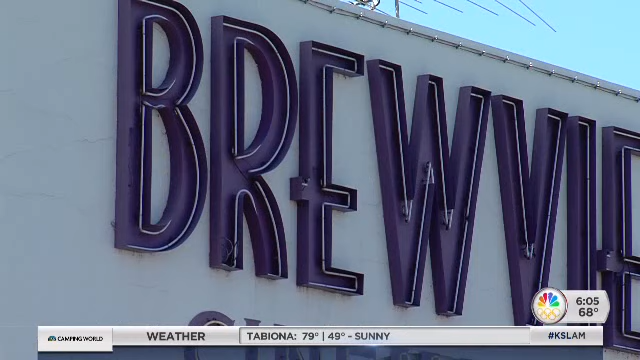 BREWVIE
6:05
68°
#KSLAM
CAMPING WORLD WEATHER TABIONA: 79° | 49° - SUNNY